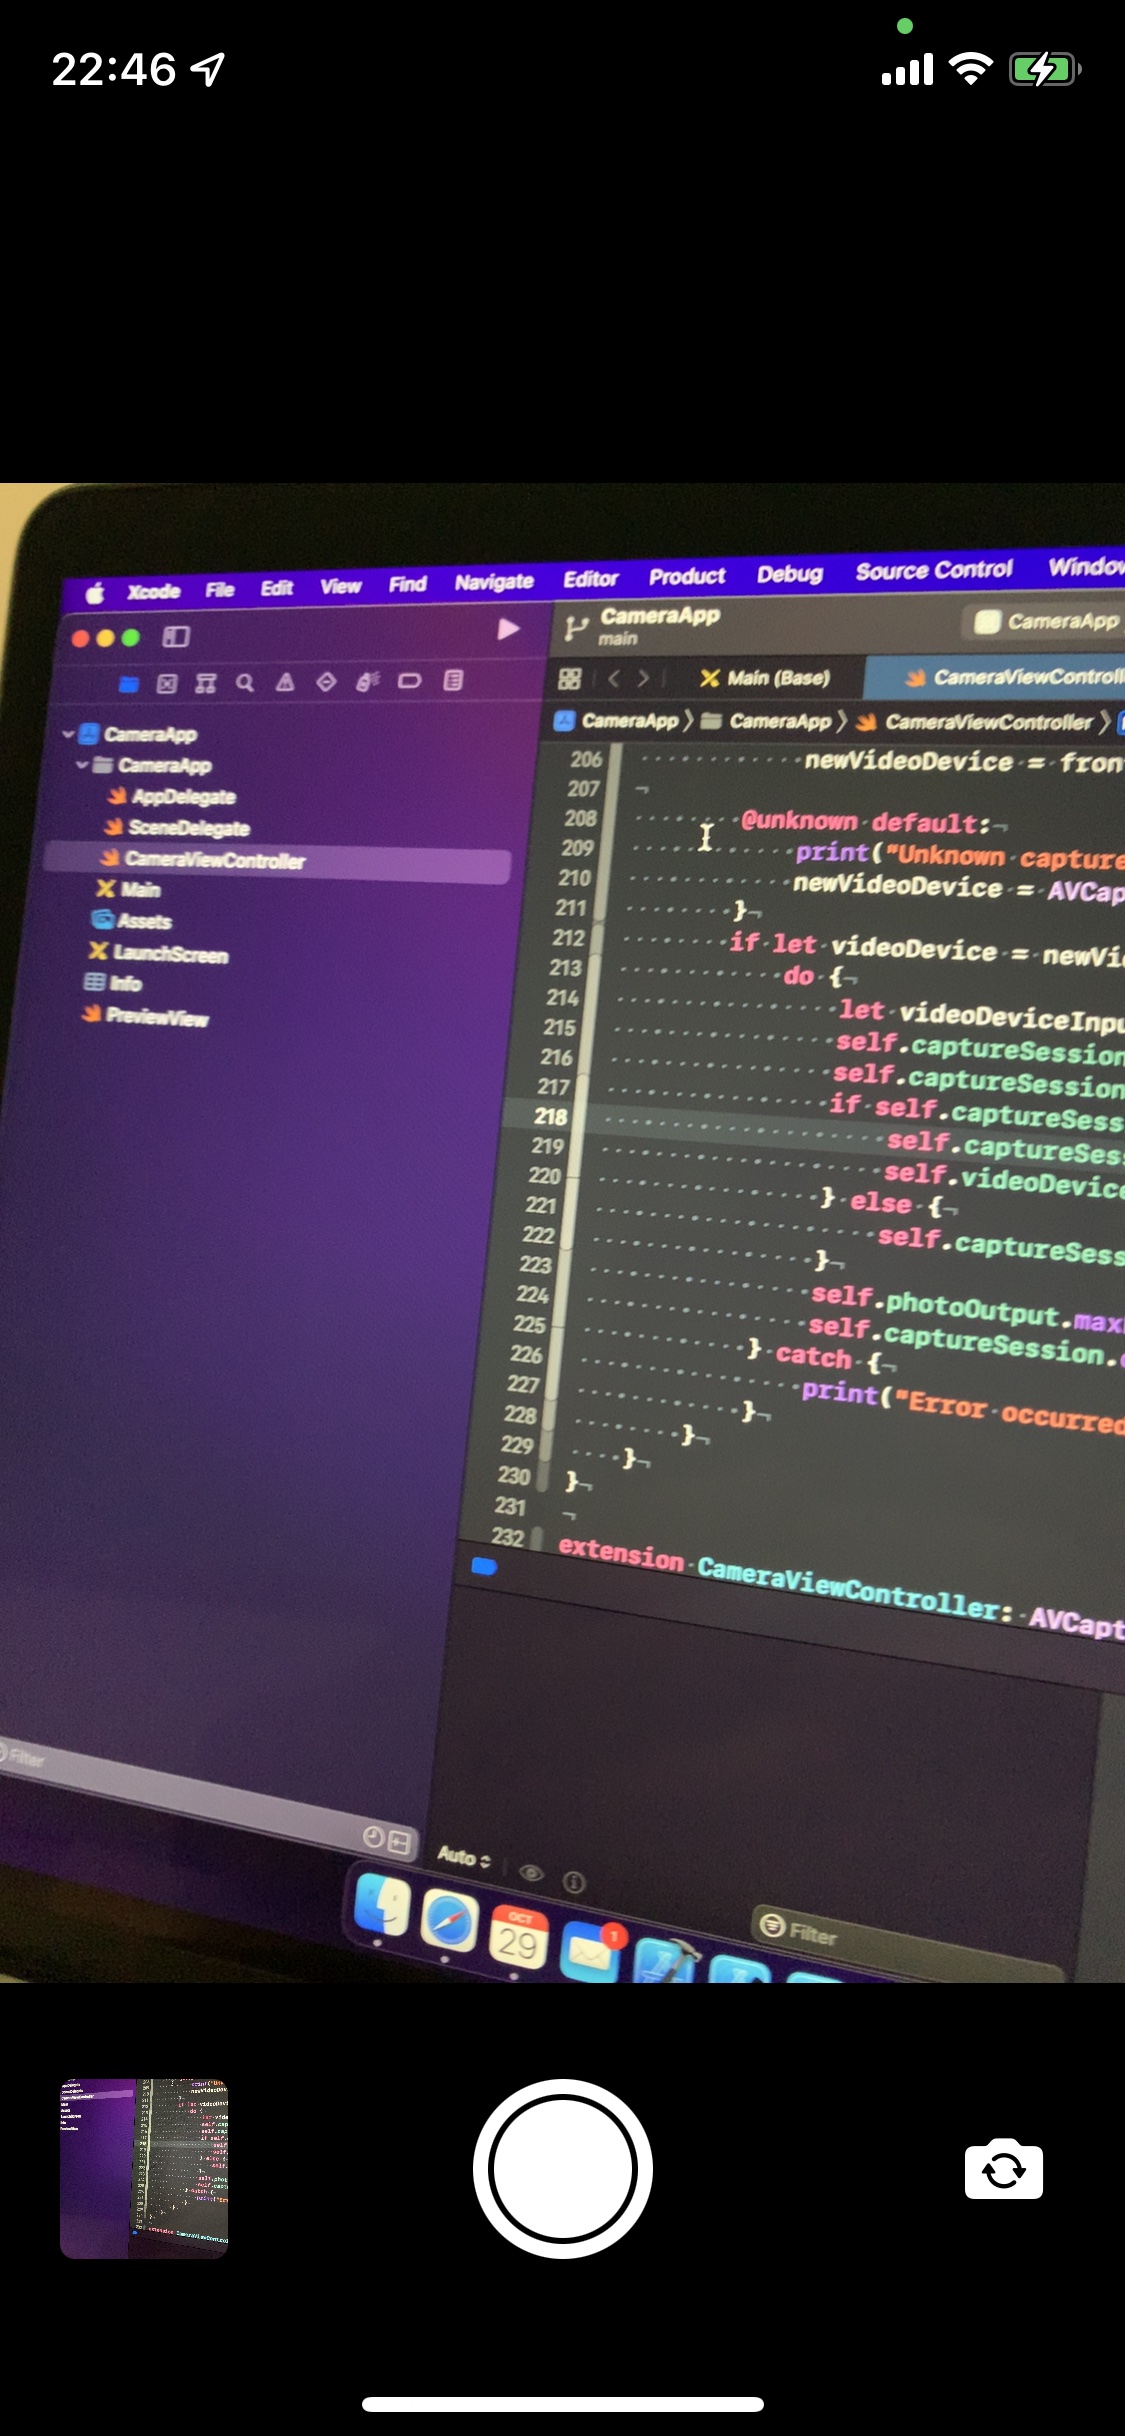 22:46
Xcode File Edit View Find Navigate Editor Product Debug Source Control Window
CameraApp
main
CameraApp
Main (Base)
CameraViewControll
CameraApp
CameraApp
CameraViewController
CameraApp
CameraApp
AppDelegate
SceneDelegate
CameraViewController
Main
Assets
LaunchScreen
Info
PreviewView
206 newVideoDevice = fron
207
208 @unknown default:
209 print("Unknown capture
210 newVideoDevice = AVCap
211 }
212 if let videoDevice = newVi
213 do {
214 let videoDeviceInpu
215 self.captureSession
216 self.captureSession
217 if self.captureSess
218 self.captureSes
219 self.videoDevice
220 } else {
221 self.captureSess
222 }
223 self.photoOutput.max
224 self.captureSession.
225 } catch {
226 print("Error occurred
227 }
228 }
229 }
230 }
231
232 extension CameraViewController: AVCapt
Filter
Auto
Filter
OCT
29
1